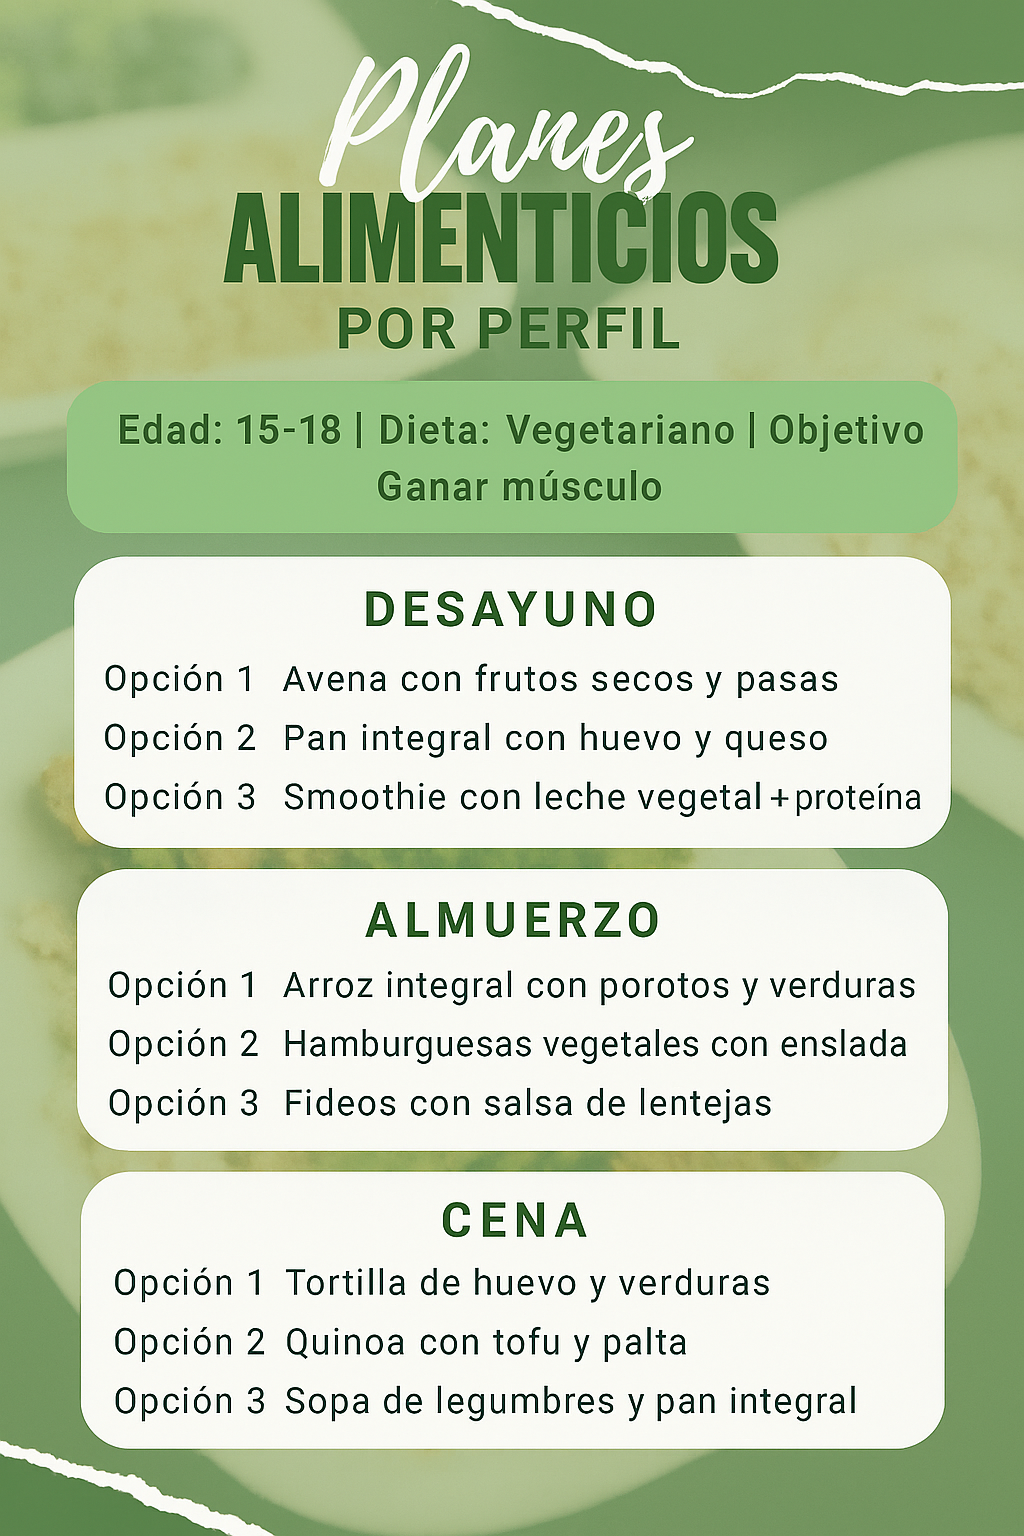 Planes
ALIMENTICIOS
POR PERFIL
Edad: 15-18 | Dieta: Vegetariano | Objetivo
Ganar músculo
DESAYUNO
Opción 1 Avena con frutos secos y pasas
Opción 2 Pan integral con huevo y queso
Opción 3 Smoothie con leche vegetal + proteína
ALMUERZO
Opción 1 Arroz integral con porotos y verduras
Opción 2 Hamburguesas vegetales con enslada
Opción 3 Fideos con salsa de lentejas
CENA
Opción 1 Tortilla de huevo y verduras
Opción 2 Quinoa con tofu y palta
Opción 3 Sopa de legumbres y pan integral